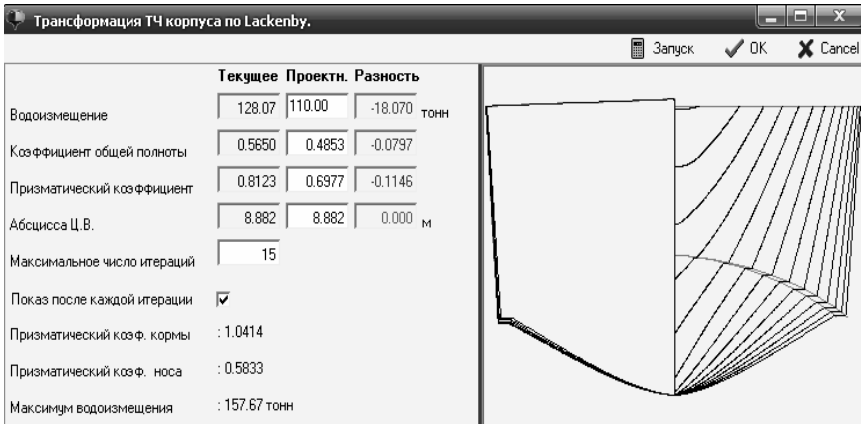 Трансформация ТЧ корпуса по Lackenby.
Запуск OK Cancel
Текущее Проектн. Разность
Водоизмещение 128.07 110.00 -18.070 тонн
Коэффициент общей полноты 0.5650 0.4853 -0.0797
Призматический коэффициент 0.8123 0.6977 -0.1146
Абсцисса Ц.В. 8.882 8.882 0.000 м
Максимальное число итераций 15
Показ после каждой итерации
Призматический коэф. кормы : 1.0414
Призматический коэф. носа : 0.5833
Максимум водоизмещения : 157.67 тонн